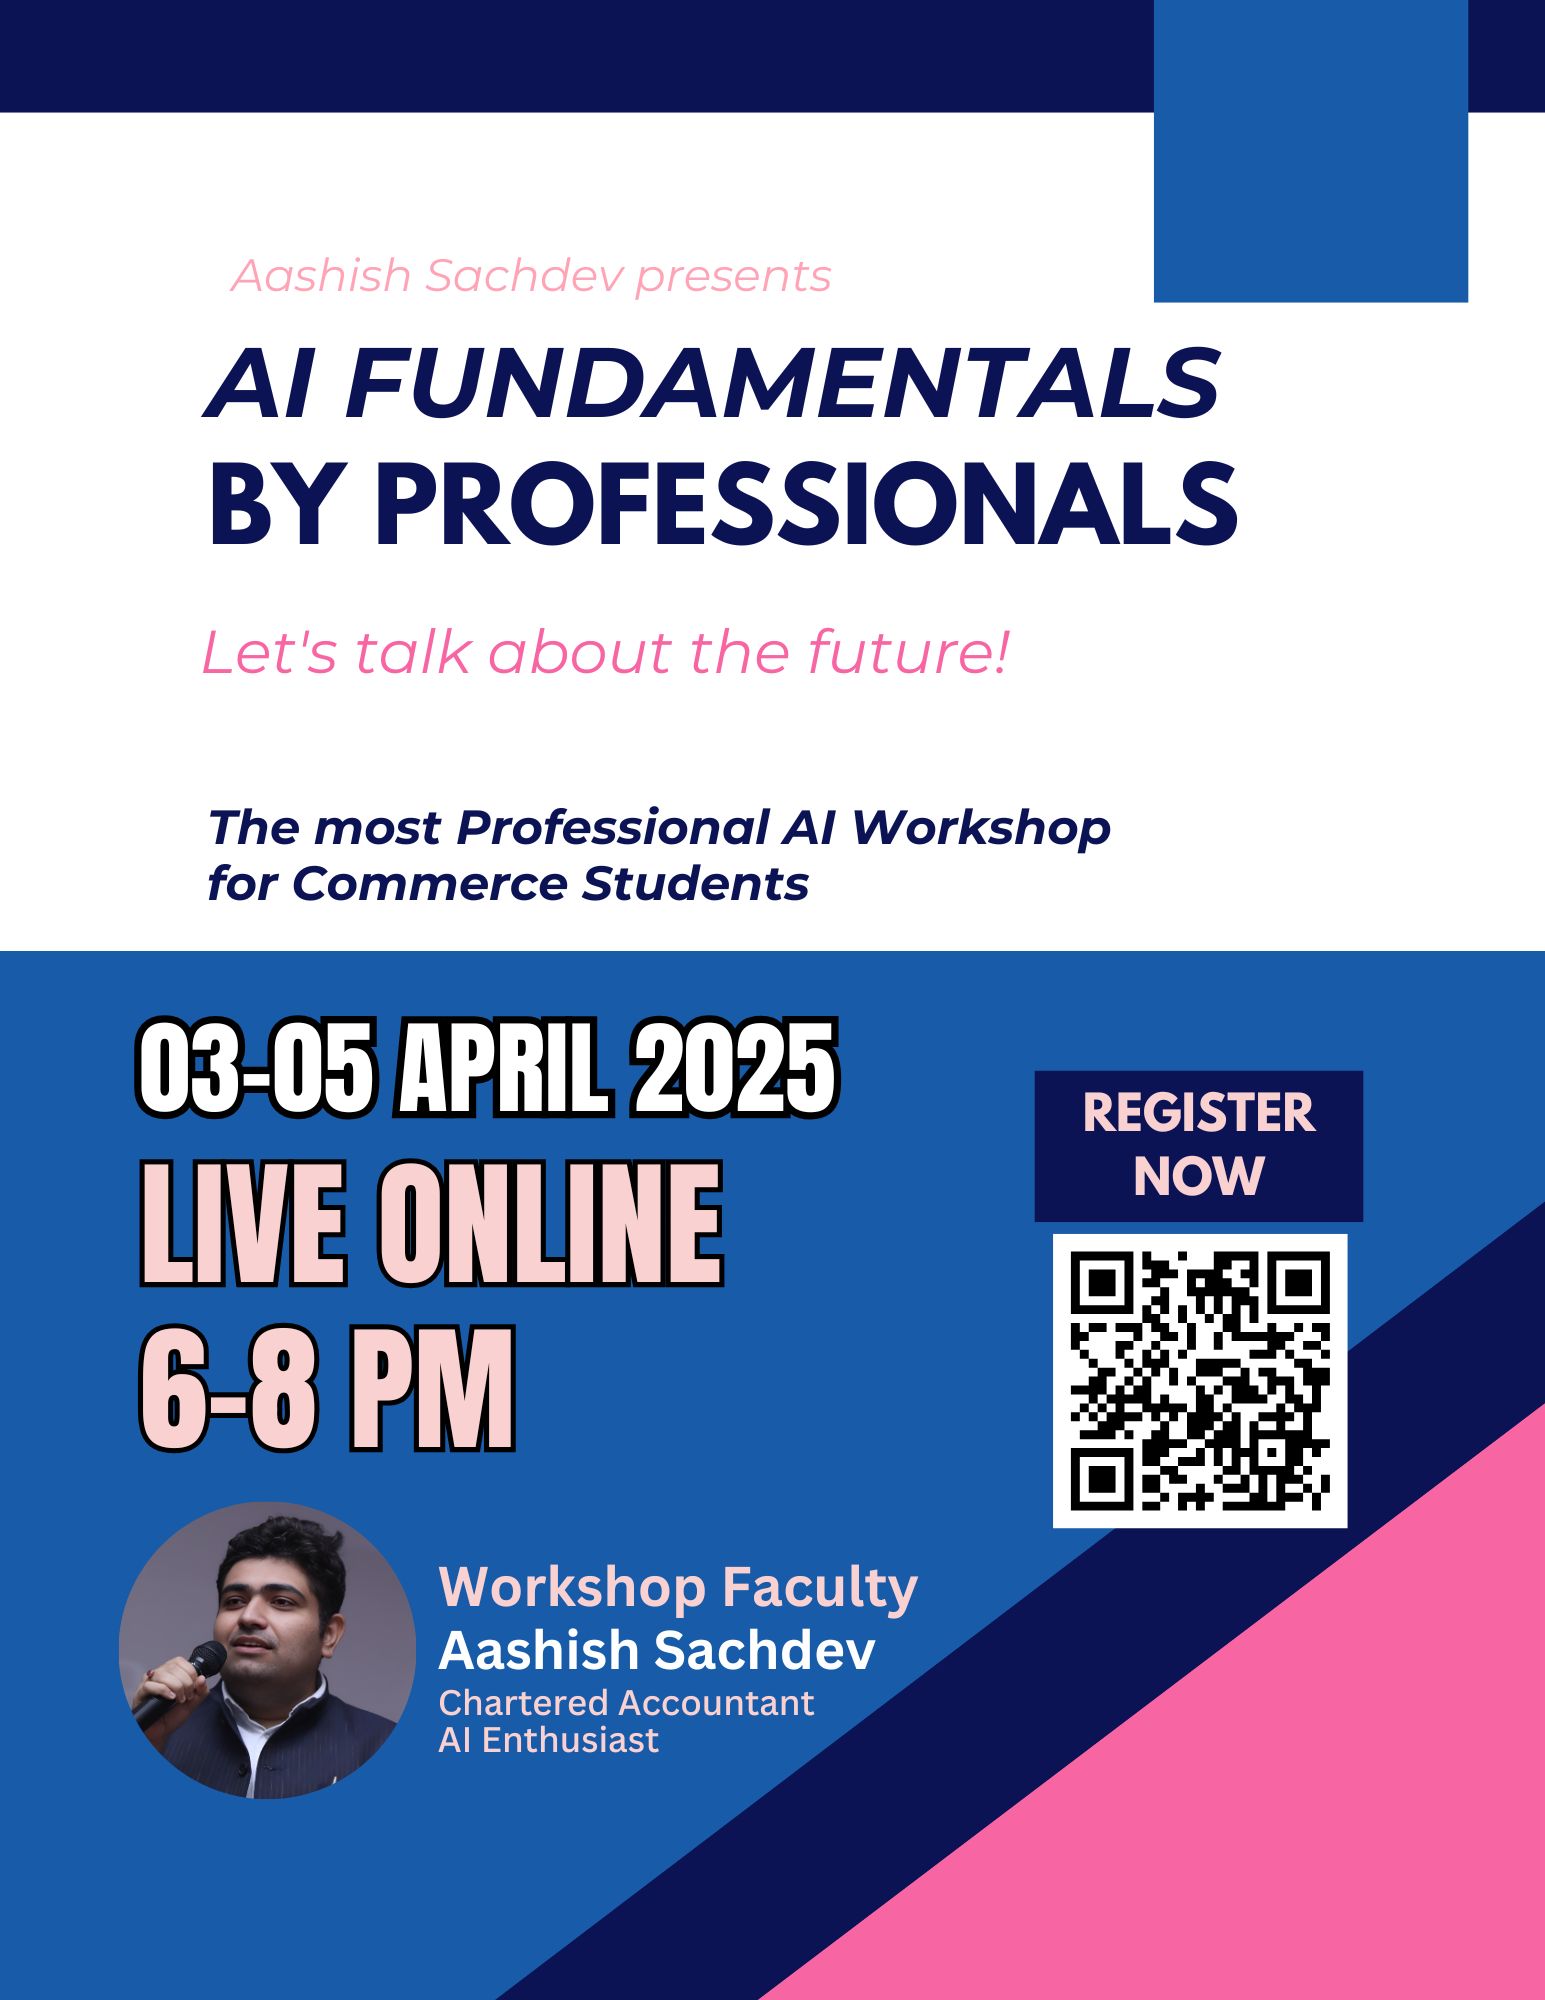 Aashish Sachdev presents
AI FUNDAMENTALS
BY PROFESSIONALS
Let's talk about the future!
The most Professional AI Workshop
for Commerce Students
03-05 APRIL 2025
LIVE ONLINE
6-8 PM
REGISTER
NOW
Workshop Faculty
Aashish Sachdev
Chartered Accountant
AI Enthusiast